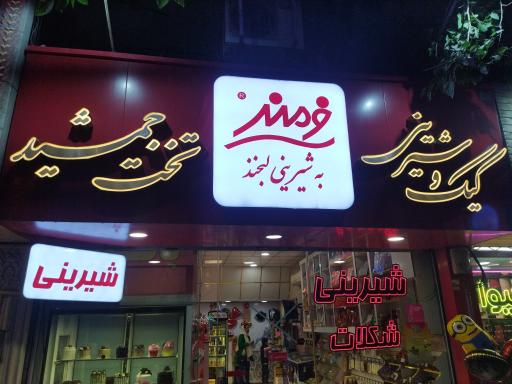 کیک و شیرینی
تخت جمشید
فرمند
®
به شیرینی لبخند
شیرینی
شیرینی
شکلات